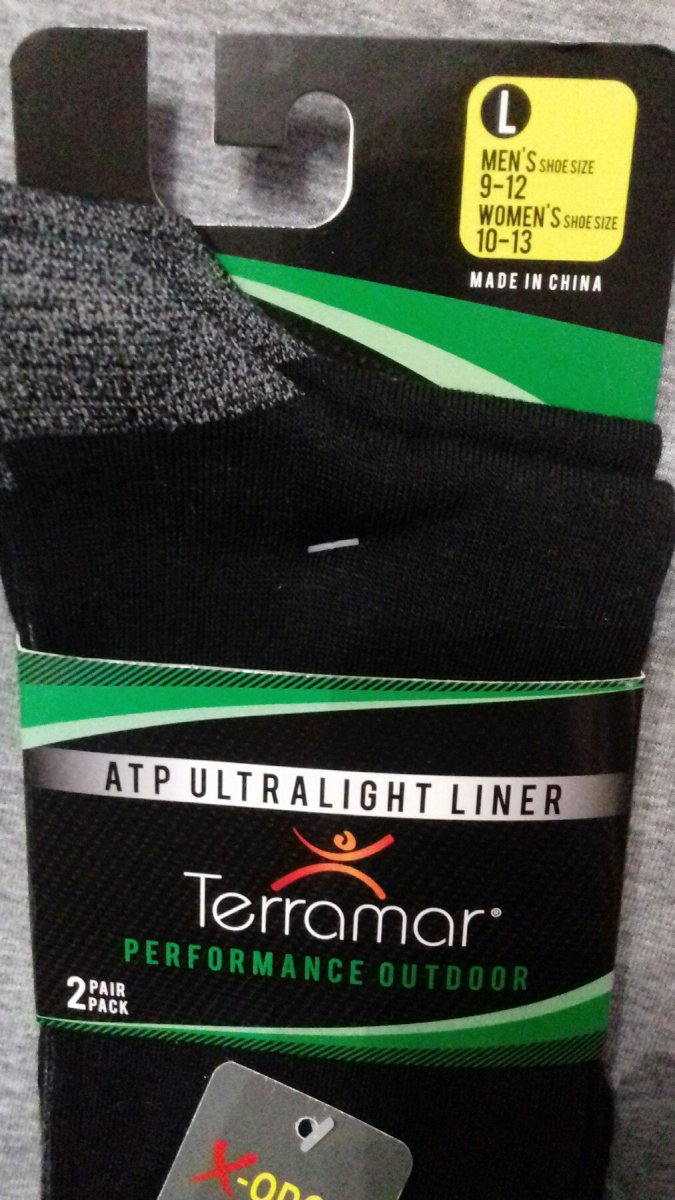 L
MEN'S SHOE SIZE
9-12
WOMEN'S SHOE SIZE
10-13
MADE IN CHINA
ATP ULTRALIGHT LINER
Terramar®
PERFORMANCE OUTDOOR
2 PAIR
PACK